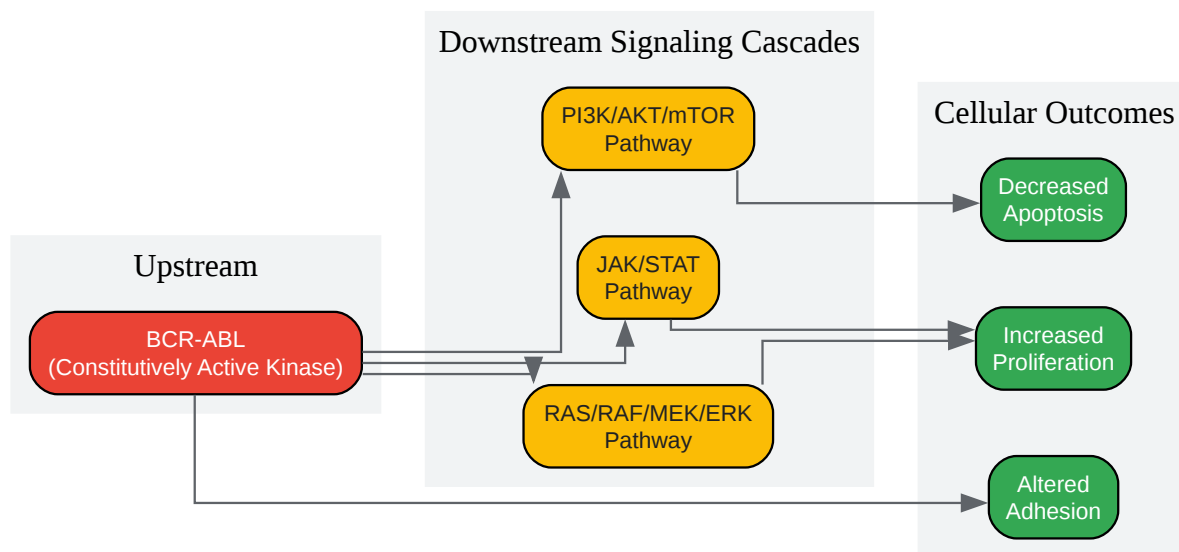 Upstream
BCR-ABL
(Constitutively Active Kinase)
Downstream Signaling Cascades
PI3K/AKT/mTOR
Pathway
JAK/STAT
Pathway
RAS/RAF/MEK/ERK
Pathway
Cellular Outcomes
Decreased
Apoptosis
Increased
Proliferation
Altered
Adhesion